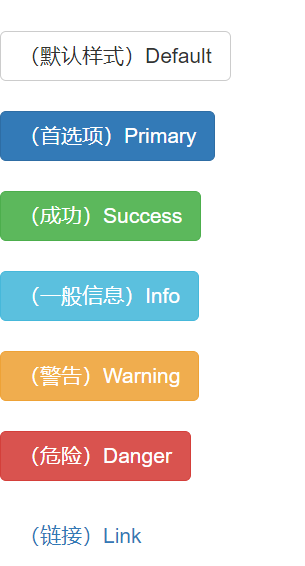 （默认样式）Default
（首选项）Primary
（成功）Success
（一般信息）Info
（警告）Warning
（危险）Danger
（链接）Link